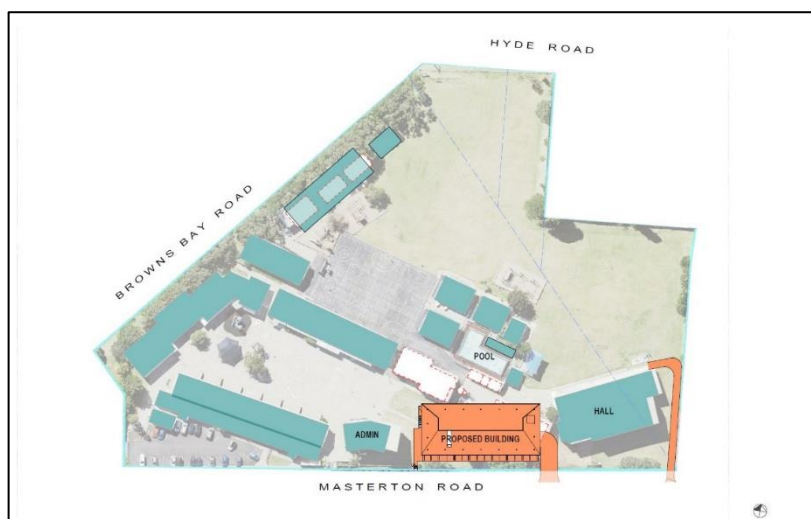 HYDE ROAD
BROWNS BAY ROAD
POOL
HALL
ADMIN
PROPOSED BUILDING
MASTERTON ROAD